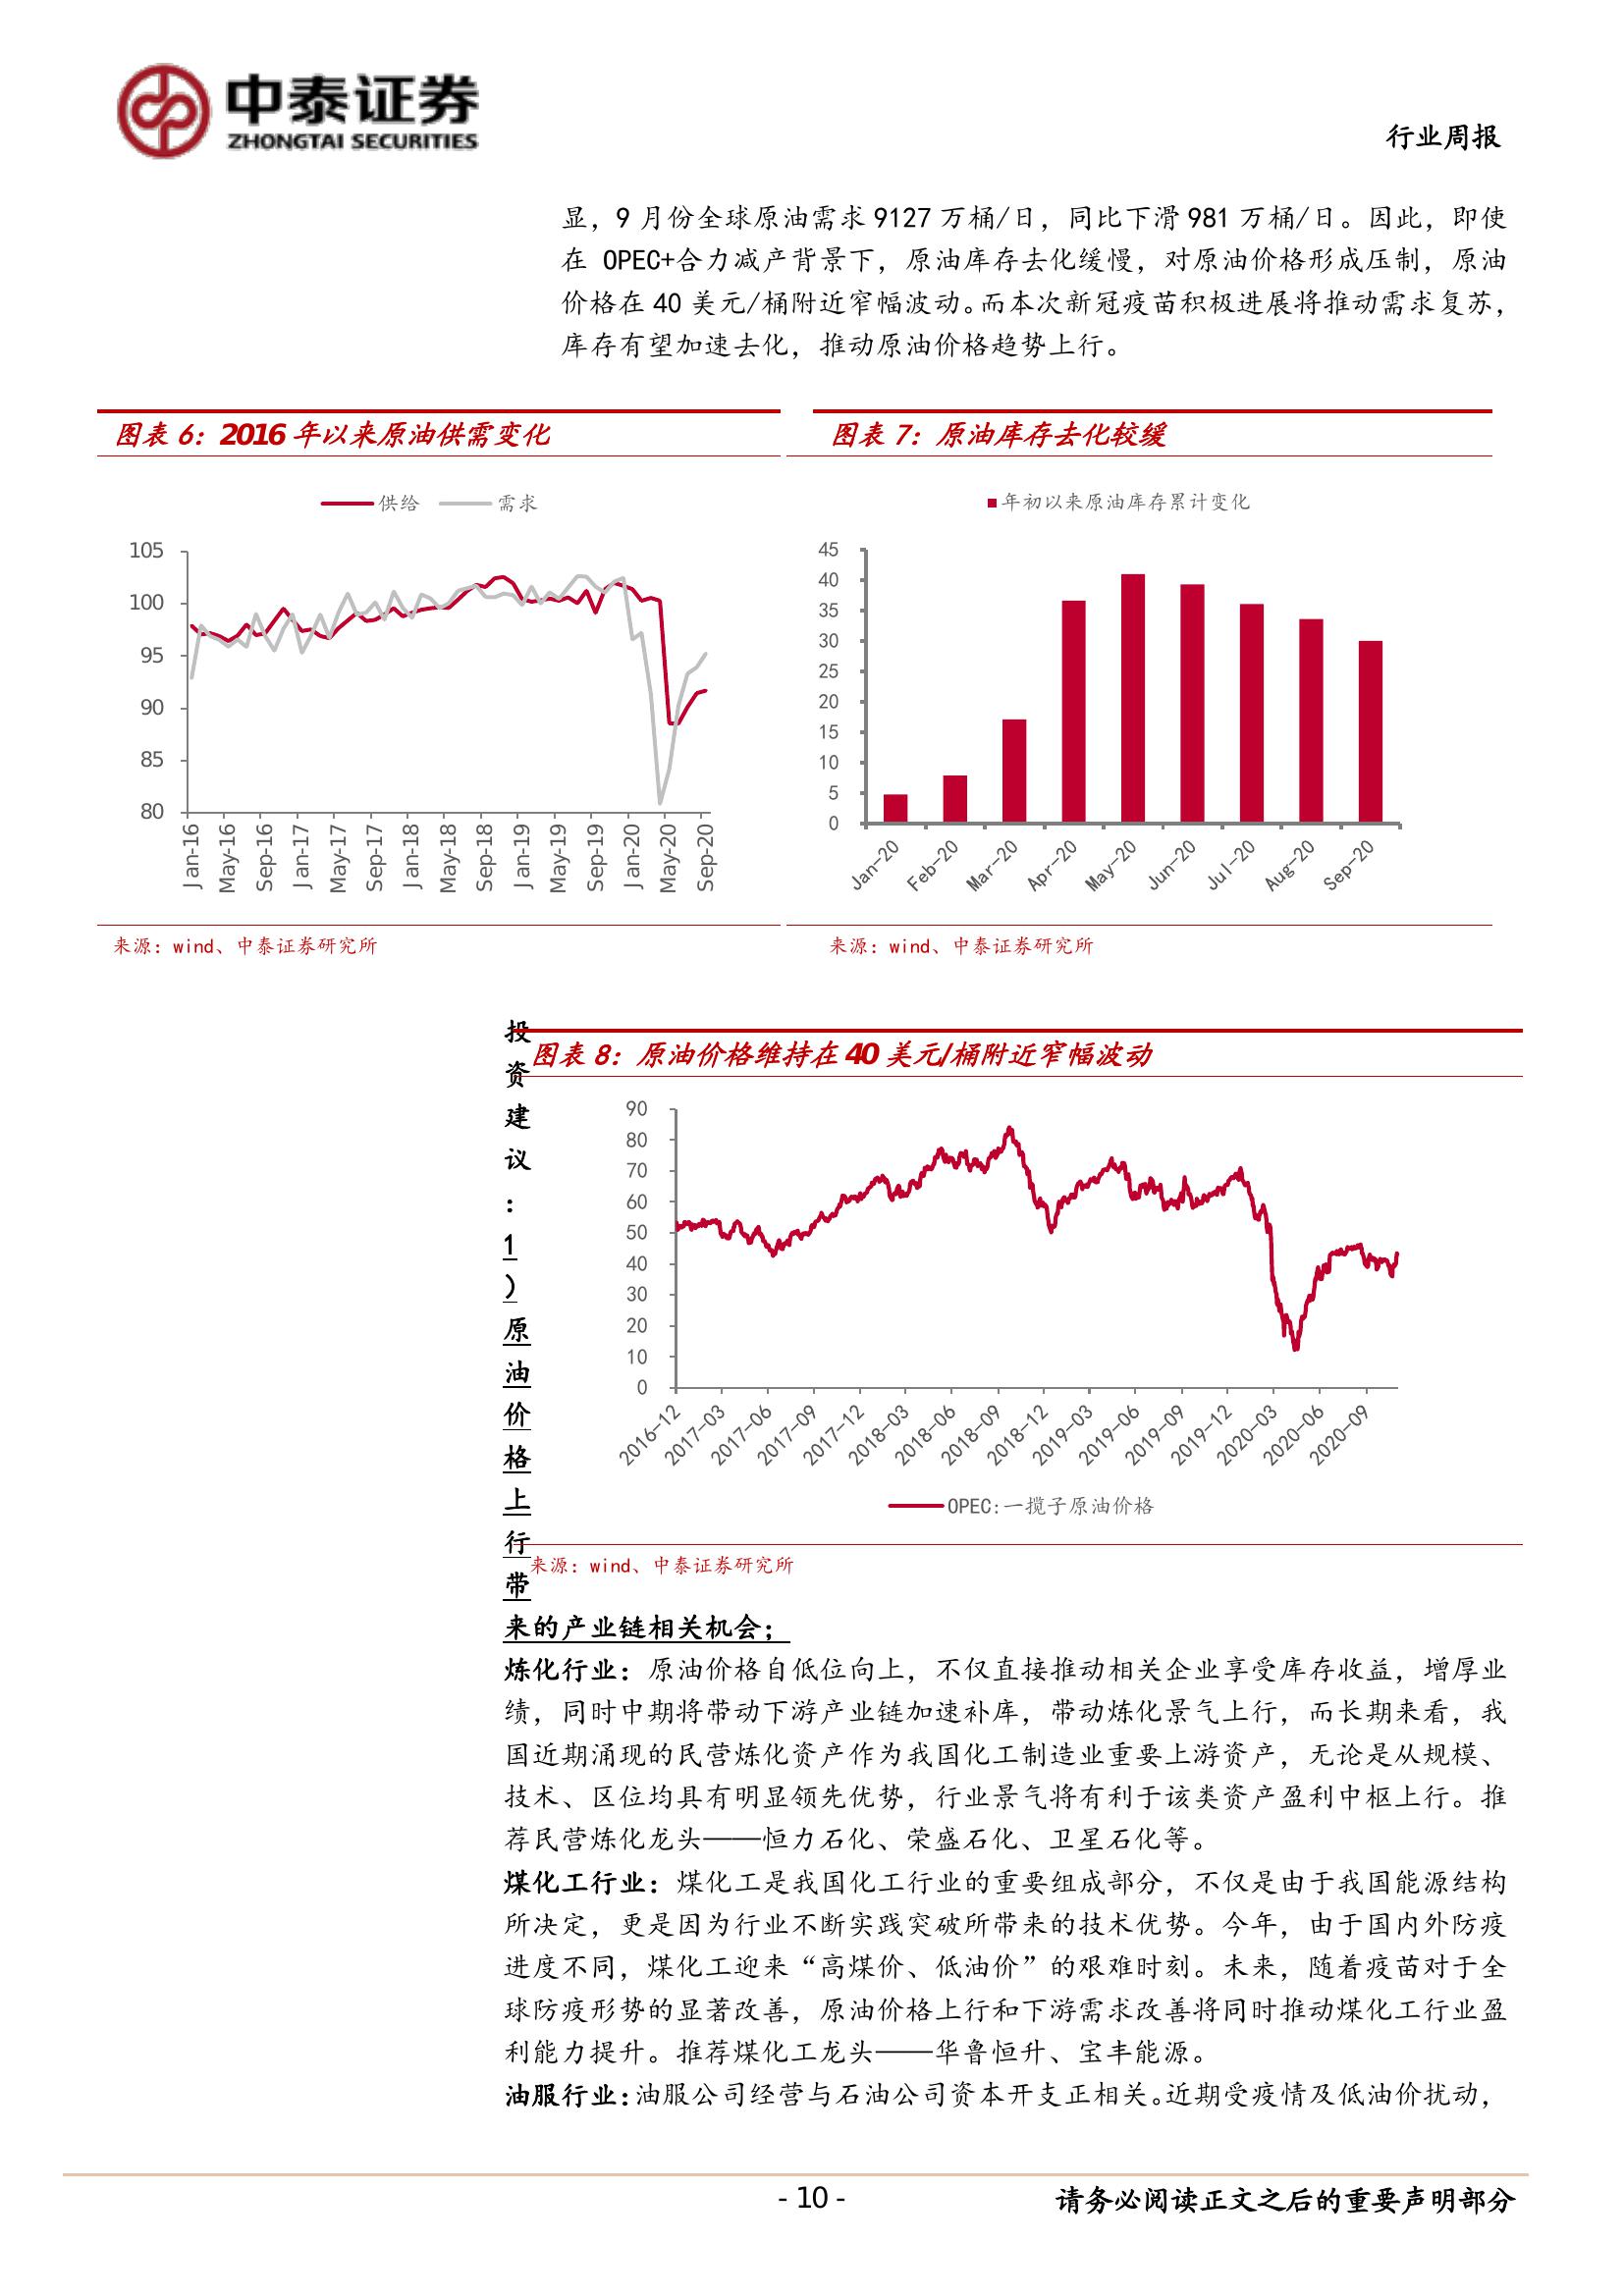 中泰证券
ZHONGTAI SECURITIES
行业周报
显，9 月份全球原油需求 9127 万桶/日，同比下滑 981 万桶/日。因此，即使
在 OPEC+合力减产背景下，原油库存去化缓慢，对原油价格形成压制，原油
价格在 40 美元/桶附近窄幅波动。而本次新冠疫苗积极进展将推动需求复苏，
库存有望加速去化，推动原油价格趋势上行。
图表 6：2016 年以来原油供需变化
供给 需求
105
100
95
90
85
80
Jan-16 May-16 Sep-16 Jan-17 May-17 Sep-17 Jan-18 May-18 Sep-18 Jan-19 May-19 Sep-19 Jan-20 May-20 Sep-20
来源：wind、中泰证券研究所
图表 7：原油库存去化较缓
年初以来原油库存累计变化
45
40
35
30
25
20
15
10
5
0
Jan-20 Feb-20 Mar-20 Apr-20 May-20 Jun-20 Jul-20 Aug-20 Sep-20
来源：wind、中泰证券研究所
图表 8：原油价格维持在 40 美元/桶附近窄幅波动
90
80
70
60
50
40
30
20
10
0
2016-12 2017-03 2017-06 2017-09 2017-12 2018-03 2018-06 2018-09 2018-12 2019-03 2019-06 2019-09 2019-12 2020-03 2020-06 2020-09
OPEC:一揽子原油价格
来源：wind、中泰证券研究所
投
资
建
议
：
1
）
原
油
价
格
上
行
带
来的产业链相关机会；
炼化行业：原油价格自低位向上，不仅直接推动相关企业享受库存收益，增厚业
绩，同时中期将带动下游产业链加速补库，带动炼化景气上行，而长期来看，我
国近期涌现的民营炼化资产作为我国化工制造业重要上游资产，无论是从规模、
技术、区位均具有明显领先优势，行业景气将有利于该类资产盈利中枢上行。推
荐民营炼化龙头——恒力石化、荣盛石化、卫星石化等。
煤化工行业：煤化工是我国化工行业的重要组成部分，不仅是由于我国能源结构
所决定，更是因为行业不断实践突破所带来的技术优势。今年，由于国内外防疫
进度不同，煤化工迎来“高煤价、低油价”的艰难时刻。未来，随着疫苗对于全
球防疫形势的显著改善，原油价格上行和下游需求改善将同时推动煤化工行业盈
利能力提升。推荐煤化工龙头——华鲁恒升、宝丰能源。
油服行业：油服公司经营与石油公司资本开支正相关。近期受疫情及低油价扰动，
- 10 -
请务必阅读正文之后的重要声明部分